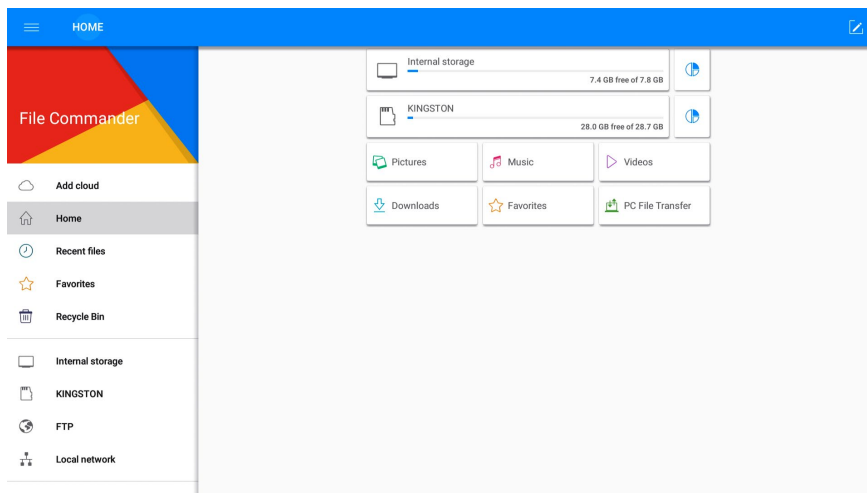 HOME
File Commander
Add cloud
Home
Recent files
Favorites
Recycle Bin
Internal storage
KINGSTON
FTP
Local network
Internal storage
7.4 GB free of 7.8 GB
KINGSTON
28.0 GB free of 28.7 GB
Pictures
Music
Videos
Downloads
Favorites
PC File Transfer